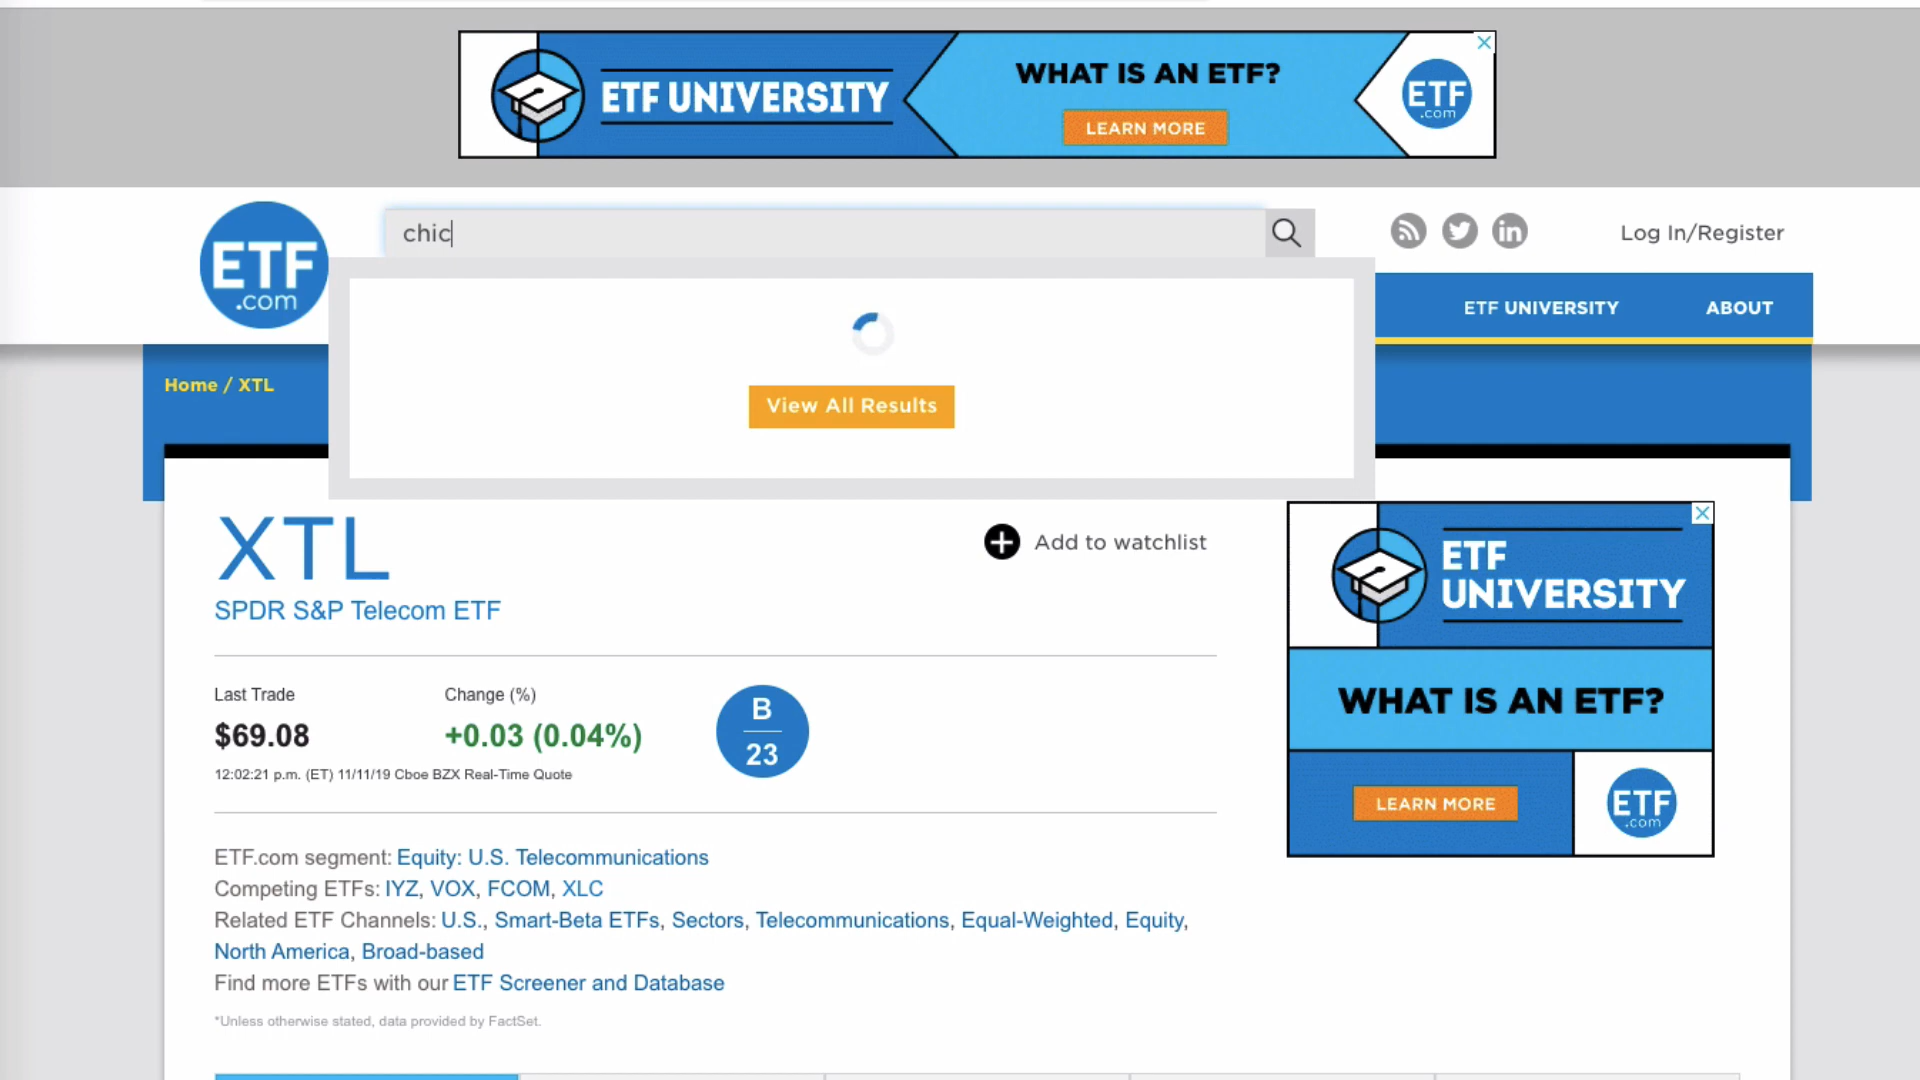 ETF UNIVERSITY
WHAT IS AN ETF?
LEARN MORE
ETF
.com
chic
Log In/Register
ETF
.com
ETF UNIVERSITY
ABOUT
View All Results
Home / XTL
XTL
Add to watchlist
SPDR S&P Telecom ETF
Last Trade
Change (%)
$69.08
+0.03 (0.04%)
B
23
12:02:21 p.m. (ET) 11/11/19 Cboe BZX Real-Time Quote
ETF
UNIVERSITY
WHAT IS AN ETF?
LEARN MORE
ETF
.com
ETF.com segment: Equity: U.S. Telecommunications
Competing ETFs: IYZ, VOX, FCOM, XLC
Related ETF Channels: U.S., Smart-Beta ETFs, Sectors, Telecommunications, Equal-Weighted, Equity,
North America, Broad-based
Find more ETFs with our ETF Screener and Database
*Unless otherwise stated, data provided by FactSet.